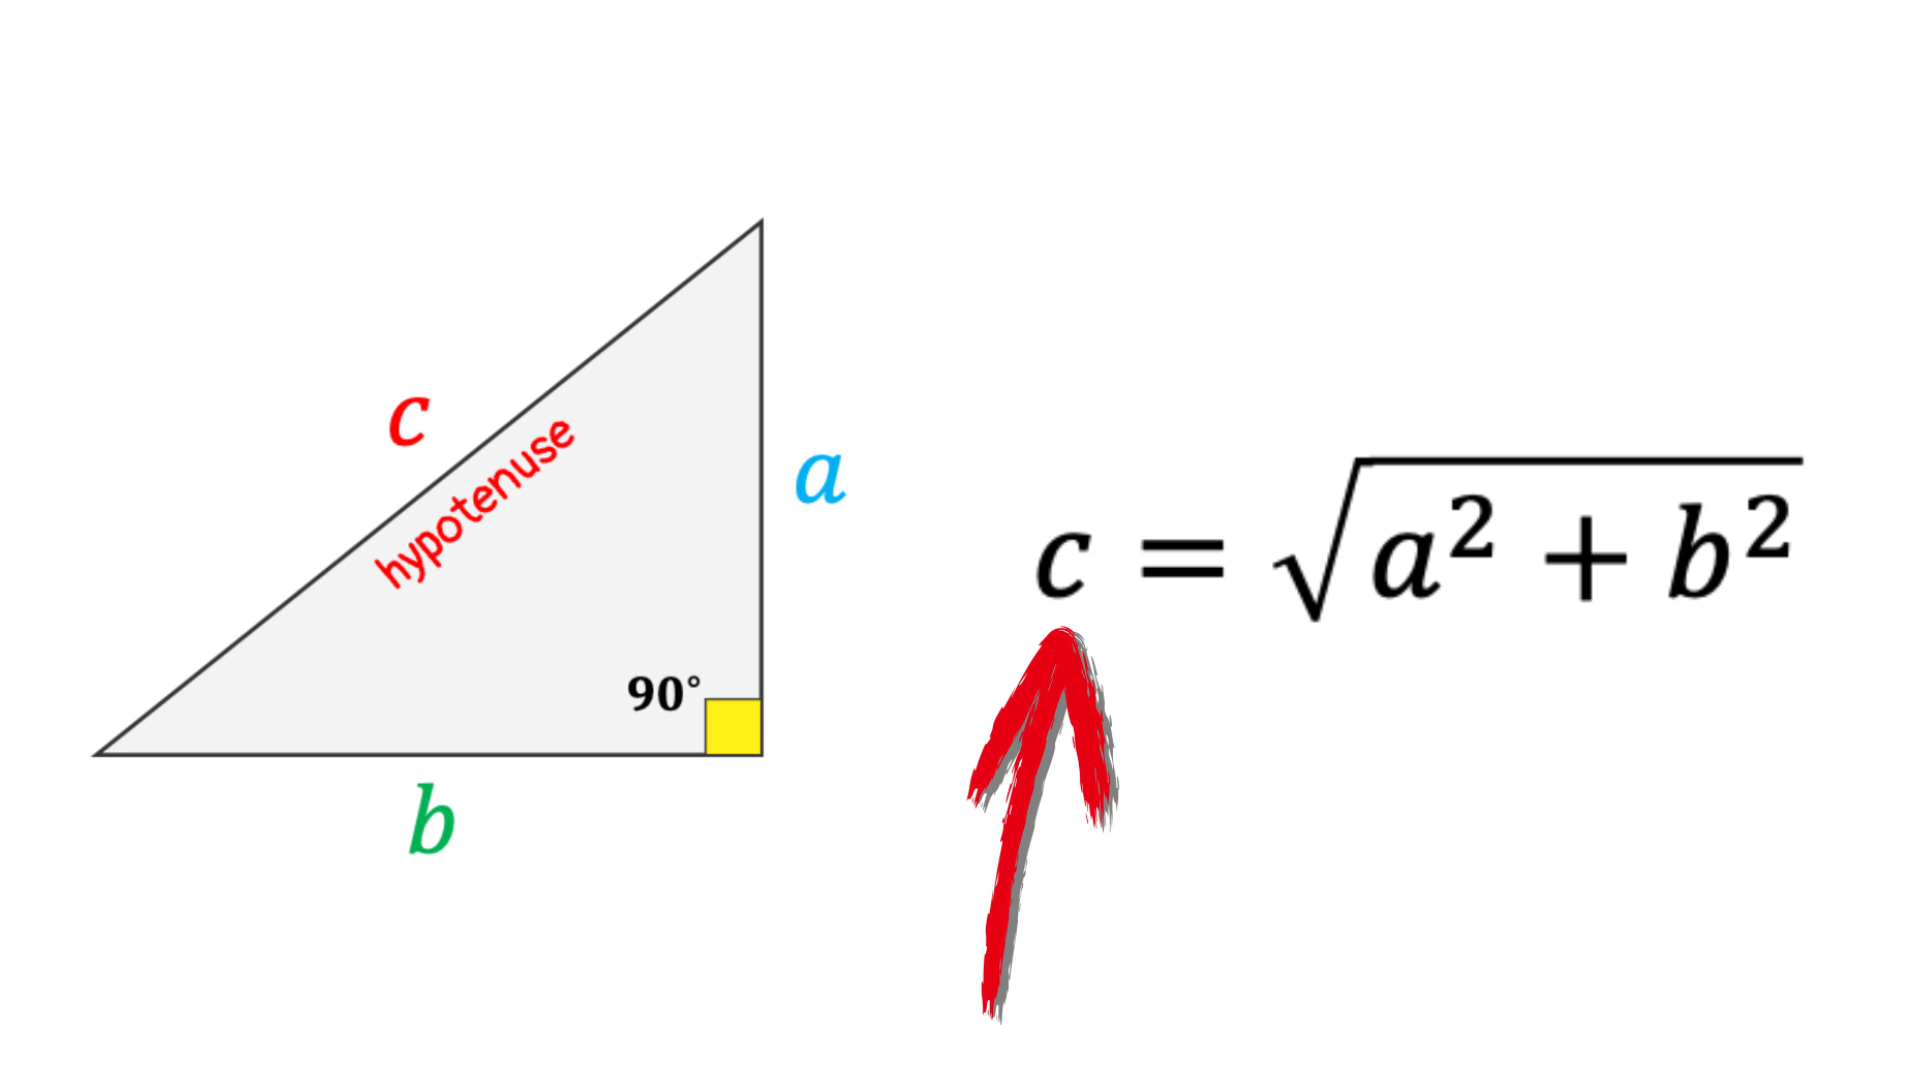 c
hypotenuse
a
90°
b
c = √a² + b²